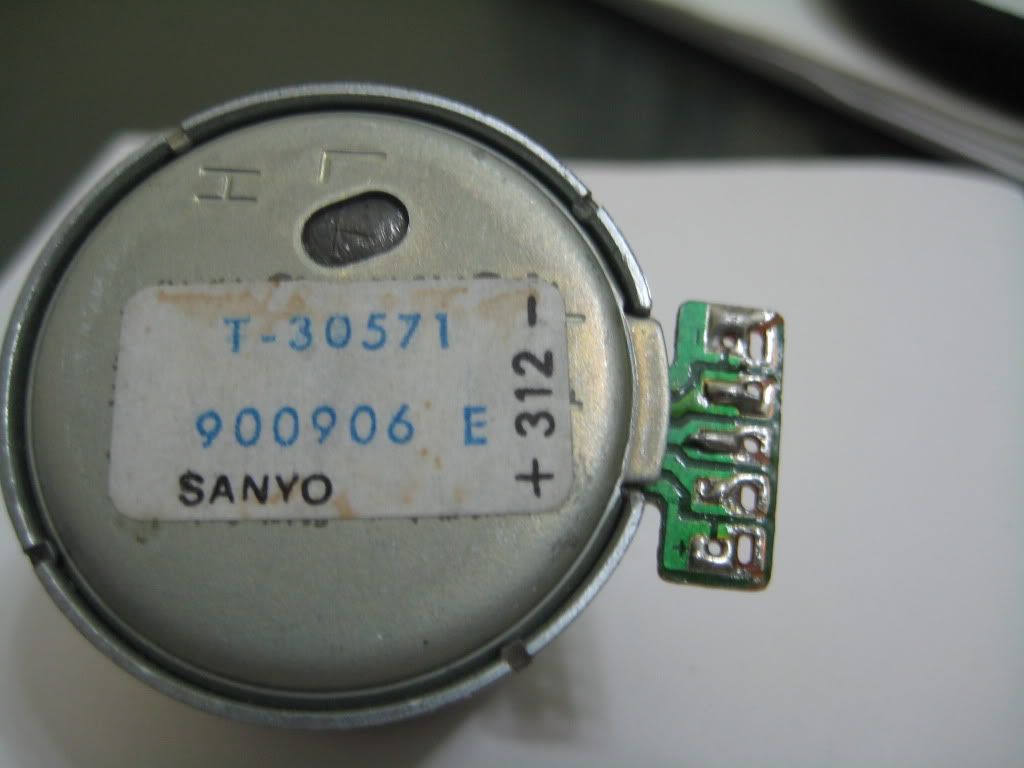 H L
T-30571
900906 E
SANYO
+ 312 -
+